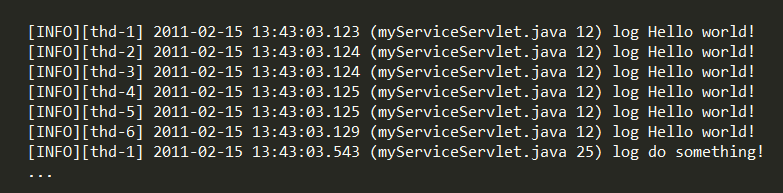 [INFO][thd-1] 2011-02-15 13:43:03.123 (myServiceServlet.java 12) log Hello world!
[INFO][thd-2] 2011-02-15 13:43:03.124 (myServiceServlet.java 12) log Hello world!
[INFO][thd-3] 2011-02-15 13:43:03.124 (myServiceServlet.java 12) log Hello world!
[INFO][thd-4] 2011-02-15 13:43:03.125 (myServiceServlet.java 12) log Hello world!
[INFO][thd-5] 2011-02-15 13:43:03.125 (myServiceServlet.java 12) log Hello world!
[INFO][thd-6] 2011-02-15 13:43:03.129 (myServiceServlet.java 12) log Hello world!
[INFO][thd-1] 2011-02-15 13:43:03.543 (myServiceServlet.java 25) log do something!
...